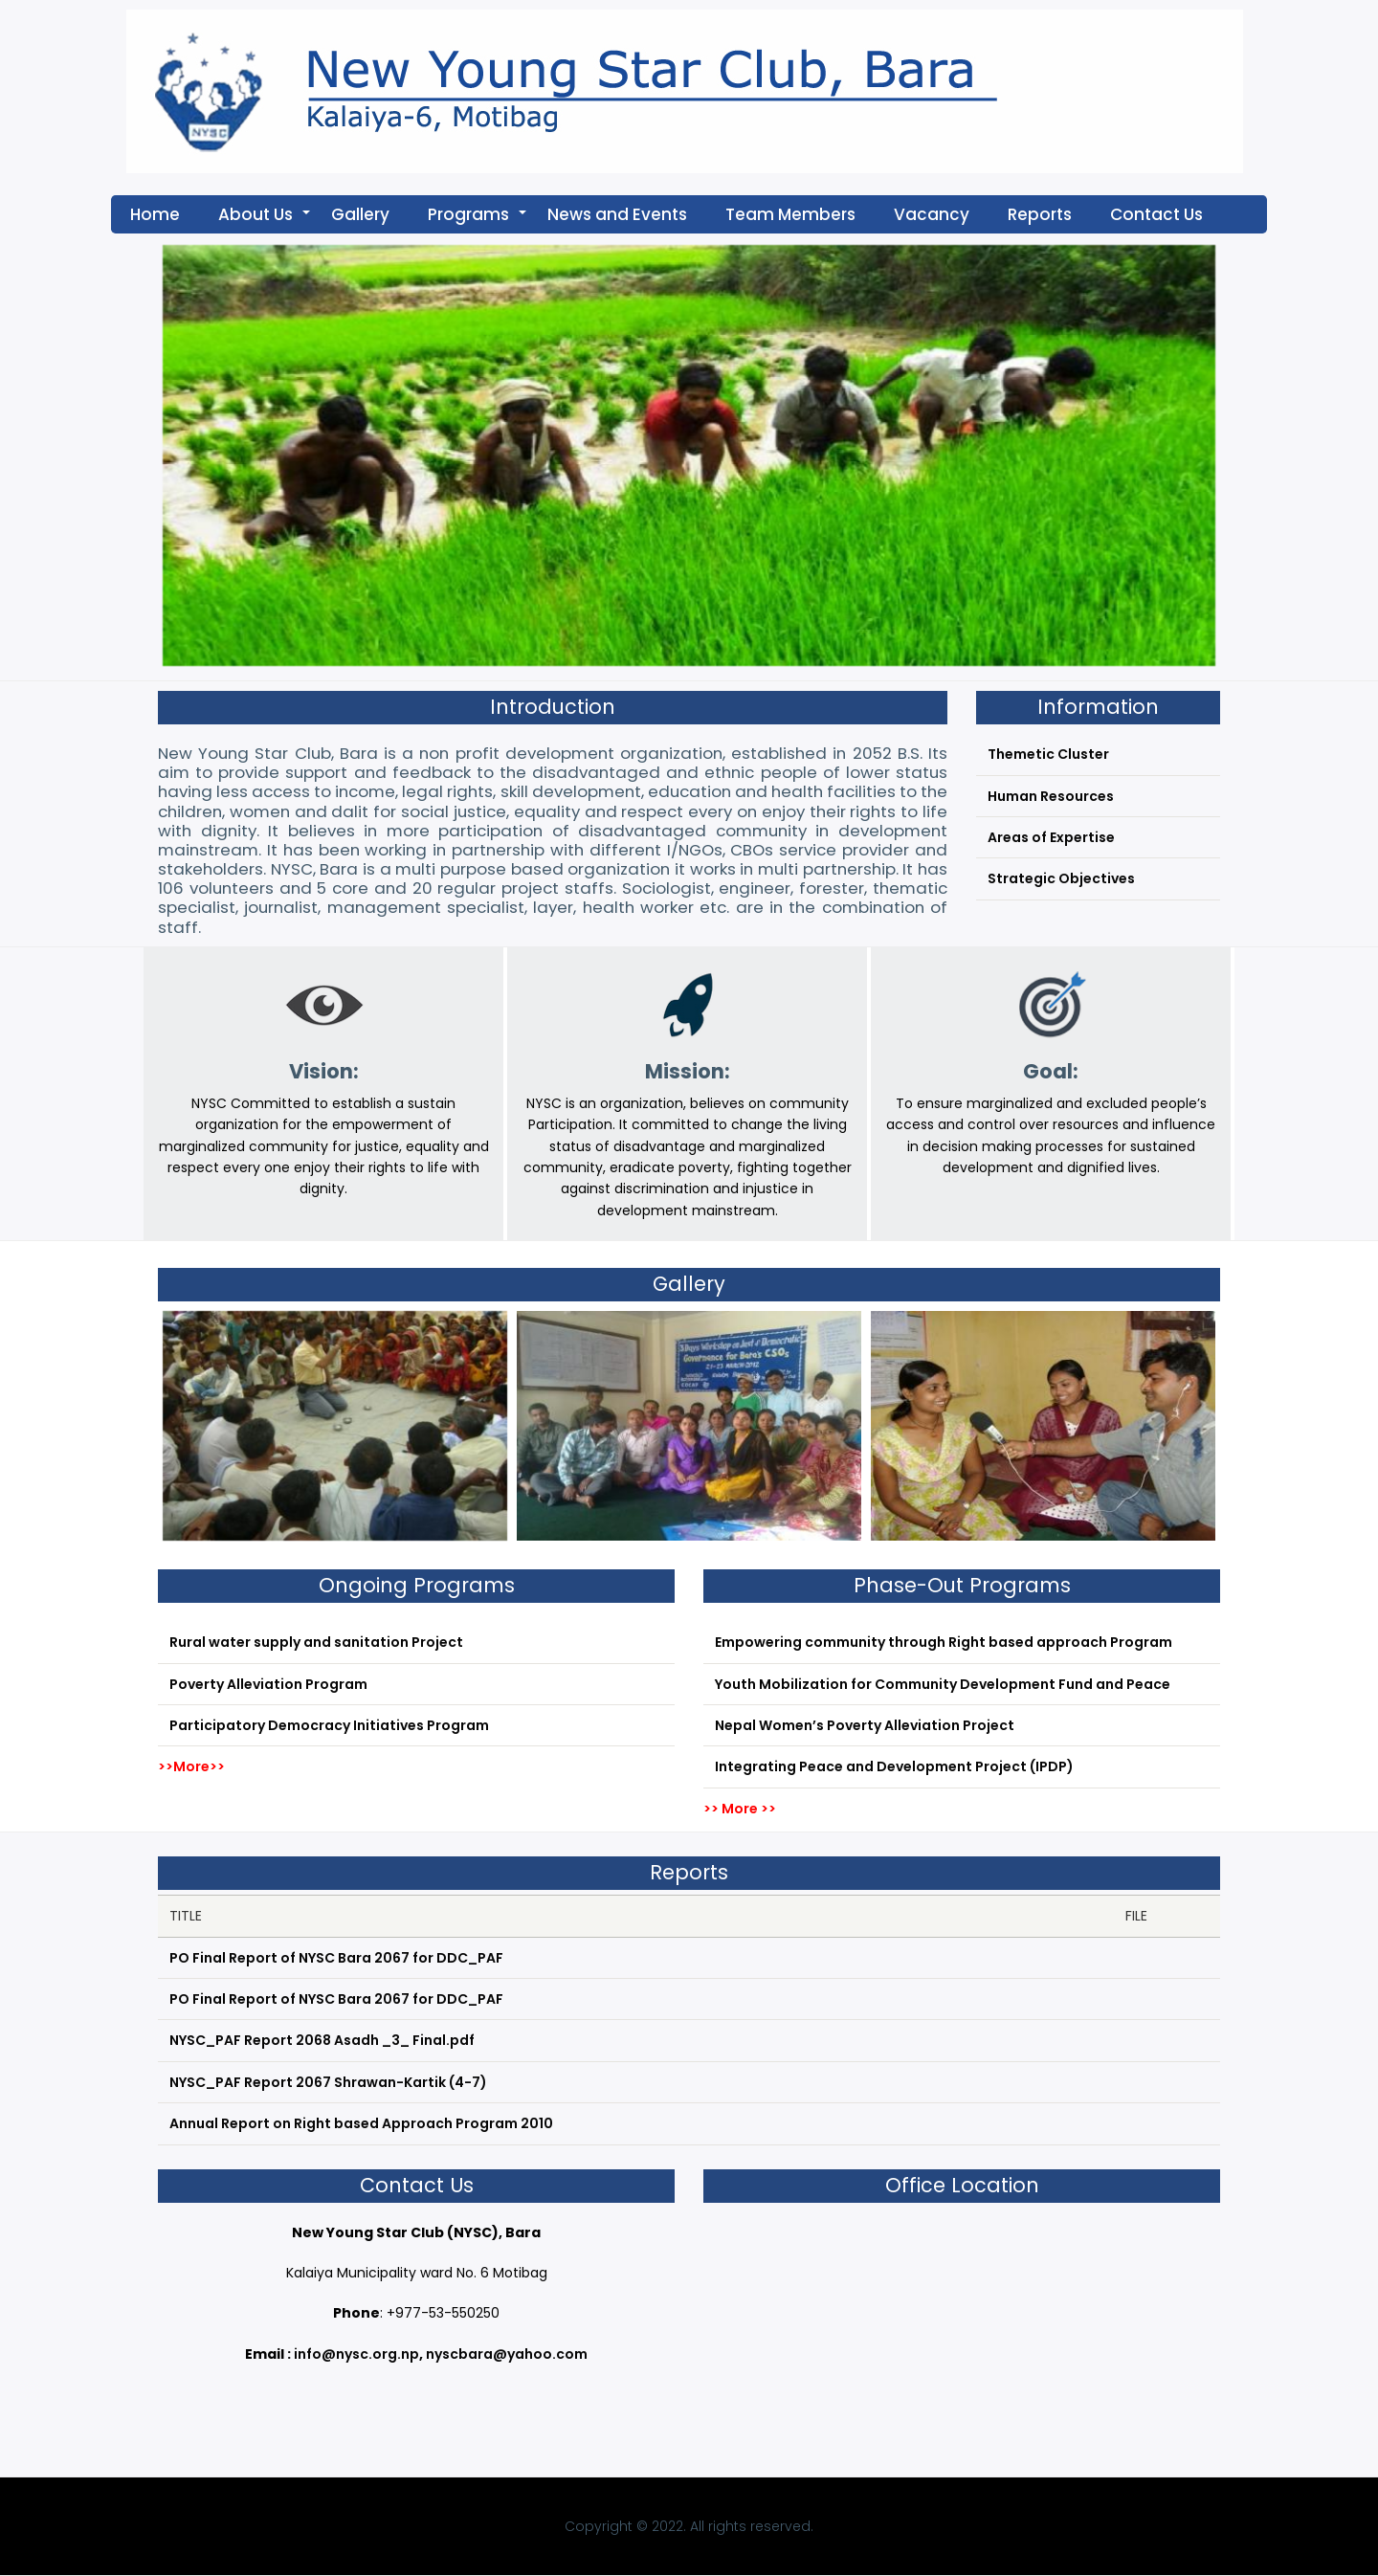 NYSC
New Young Star Club, Bara
Kalaiya-6, Motibag
Home About Us Gallery Programs News and Events Team Members Vacancy Reports Contact Us
Introduction
New Young Star Club, Bara is a non profit development organization, established in 2052 B.S. Its
aim to provide support and feedback to the disadvantaged and ethnic people of lower status
having less access to income, legal rights, skill development, education and health facilities to the
children, women and dalit for social justice, equality and respect every on enjoy their rights to life
with dignity. It believes in more participation of disadvantaged community in development
mainstream. It has been working in partnership with different I/NGOs, CBOs service provider and
stakeholders. NYSC, Bara is a multi purpose based organization it works in multi partnership. It has
106 volunteers and 5 core and 20 regular project staffs. Sociologist, engineer, forester, thematic
specialist, journalist, management specialist, layer, health worker etc. are in the combination of
staff.
Information
Themetic Cluster
Human Resources
Areas of Expertise
Strategic Objectives
Vision:
NYSC Committed to establish a sustain
organization for the empowerment of
marginalized community for justice, equality and
respect every one enjoy their rights to life with
dignity.
Mission:
NYSC is an organization, believes on community
Participation. It committed to change the living
status of disadvantage and marginalized
community, eradicate poverty, fighting together
against discrimination and injustice in
development mainstream.
Goal:
To ensure marginalized and excluded people’s
access and control over resources and influence
in decision making processes for sustained
development and dignified lives.
Gallery
3 Days Workshop on Just & Democratic
Governance for Bara's CSOs
21-23 MARCH 2012
Ongoing Programs
Rural water supply and sanitation Project
Poverty Alleviation Program
Participatory Democracy Initiatives Program
>>More>>
Phase-Out Programs
Empowering community through Right based approach Program
Youth Mobilization for Community Development Fund and Peace
Nepal Women’s Poverty Alleviation Project
Integrating Peace and Development Project (IPDP)
>> More >>
Reports
TITLE FILE
PO Final Report of NYSC Bara 2067 for DDC_PAF
PO Final Report of NYSC Bara 2067 for DDC_PAF
NYSC_PAF Report 2068 Asadh _3_ Final.pdf
NYSC_PAF Report 2067 Shrawan-Kartik (4-7)
Annual Report on Right based Approach Program 2010
Contact Us
New Young Star Club (NYSC), Bara
Kalaiya Municipality ward No. 6 Motibag
Phone: +977-53-550250
Email : info@nysc.org.np, nyscbara@yahoo.com
Office Location
Copyright © 2022. All rights reserved.